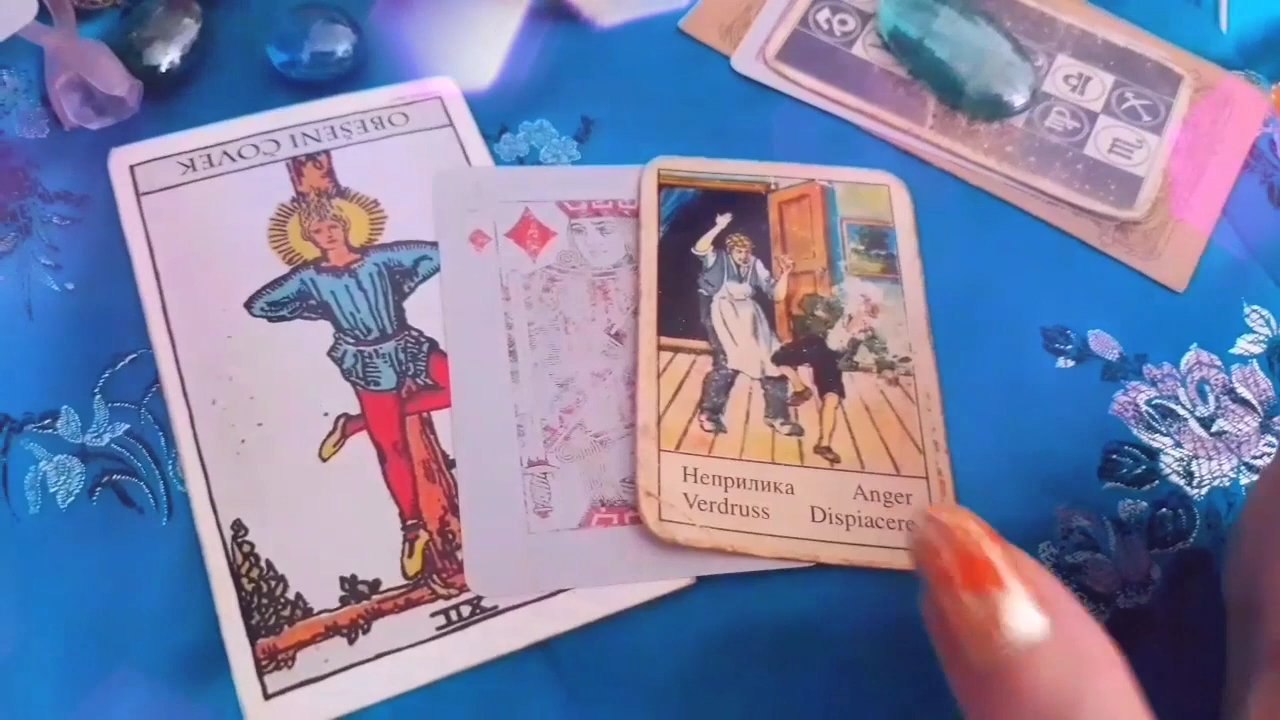 OBEŠENI ČOVEK
XII
Неприлика Anger
Verdruss Dispiacere